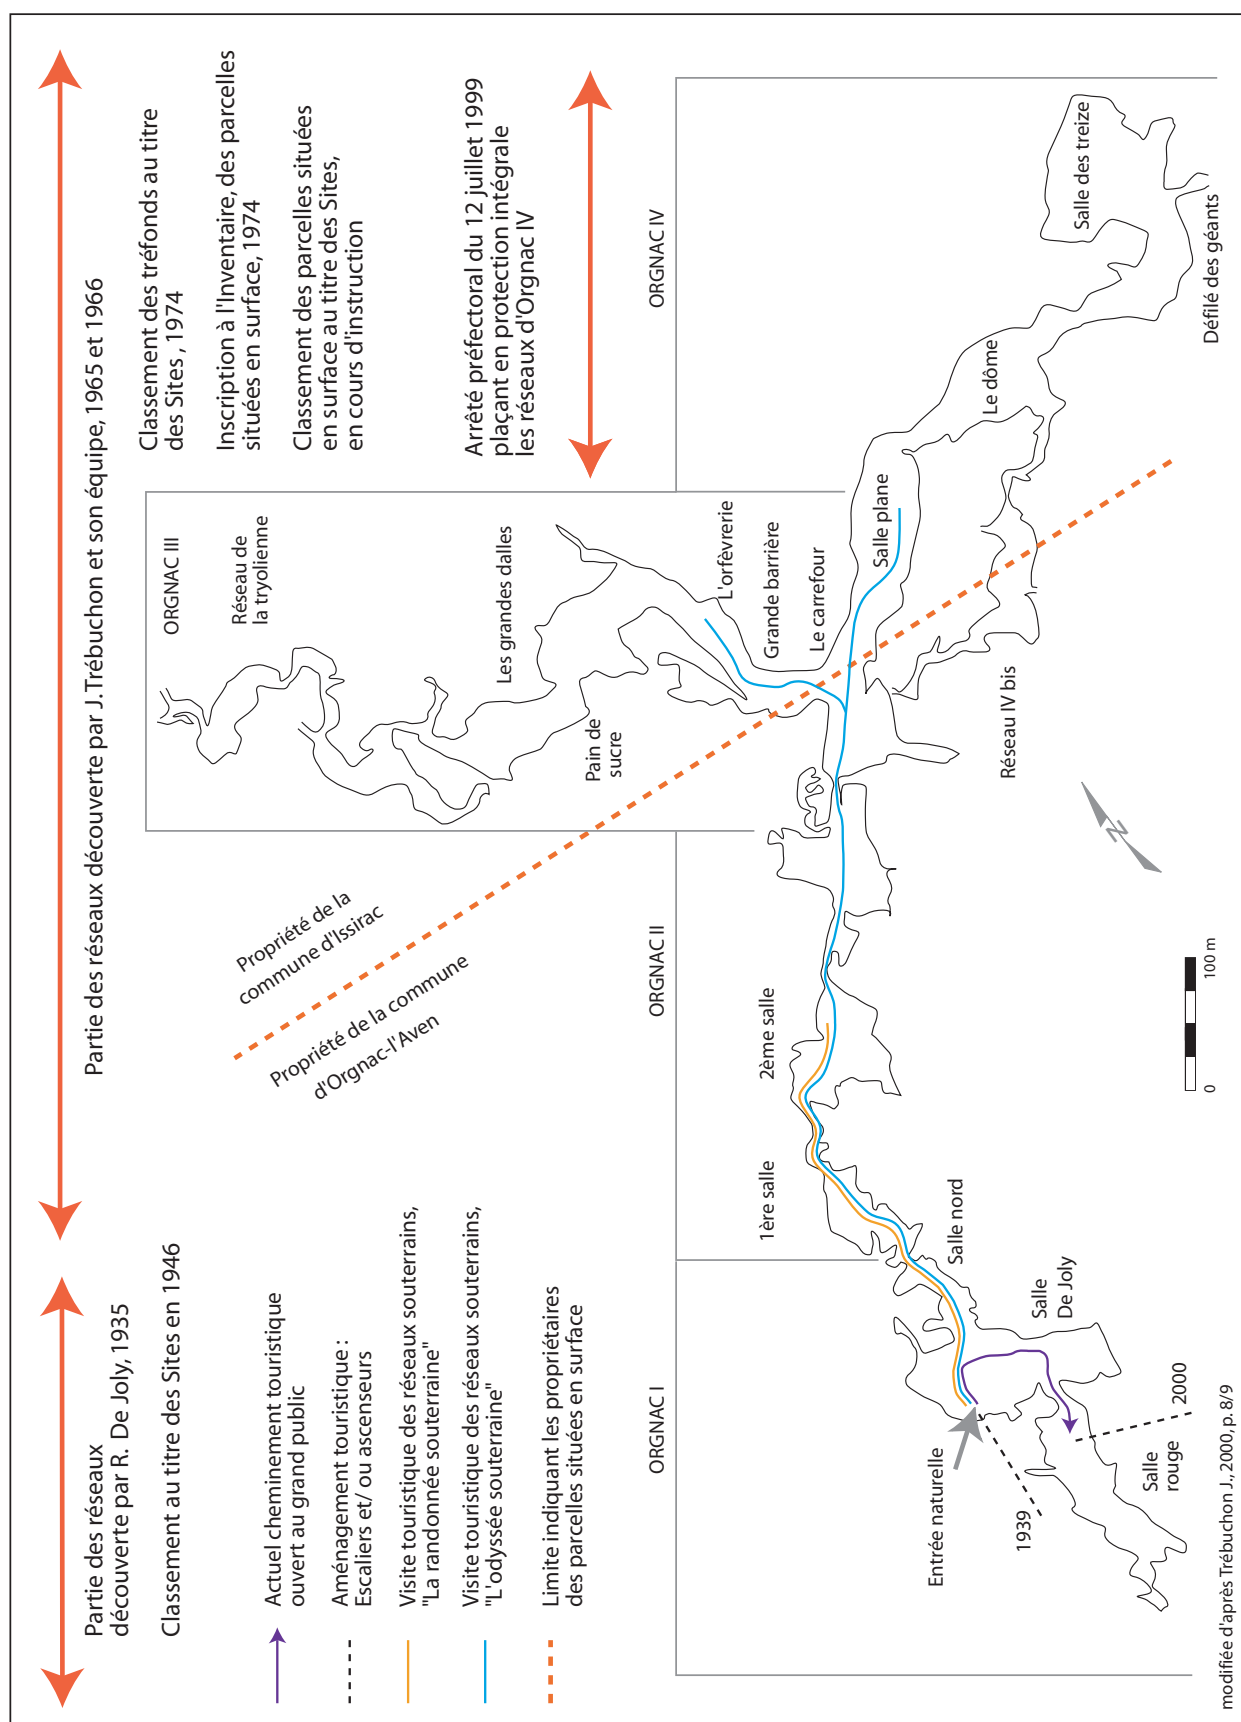 Partie des réseaux
découverte par R. De Joly, 1935
Classement au titre des Sites en 1946
Partie des réseaux découverte par J.Trébuchon et son équipe, 1965 et 1966
Classement des tréfonds au titre
des Sites , 1974
Inscription à l'Inventaire, des parcelles
situées en surface, 1974
Classement des parcelles situées
en surface au titre des Sites,
en cours d'instruction
Arrêté préfectoral du 12 juillet 1999
plaçant en protection intégrale
les réseaux d'Orgnac IV
Actuel cheminement touristique
ouvert au grand public
Aménagement touristique :
Escaliers et/ ou ascenseurs
Visite touristique des réseaux souterrains,
"La randonnée souterraine"
Visite touristique des réseaux souterrains,
"L'odyssée souterraine"
Limite indiquant les propriétaires
des parcelles situées en surface
Propriété de la
commune d'Issirac
Propriété de la commune
d'Orgnac-l'Aven
ORGNAC III
Réseau de
la tryolienne
Les grandes dalles
Pain de
sucre
L'orfèvrerie
Grande barrière
Le carrefour
ORGNAC I
ORGNAC II
ORGNAC IV
1ère salle
2ème salle
Salle plane
Le dôme
Salle des treize
Défilé des géants
Réseau IV bis
Salle nord
Salle
De Joly
Entrée naturelle
1939
Salle
rouge
2000
N
0
100 m
modifiée d'après Trébuchon J., 2000, p. 8/9